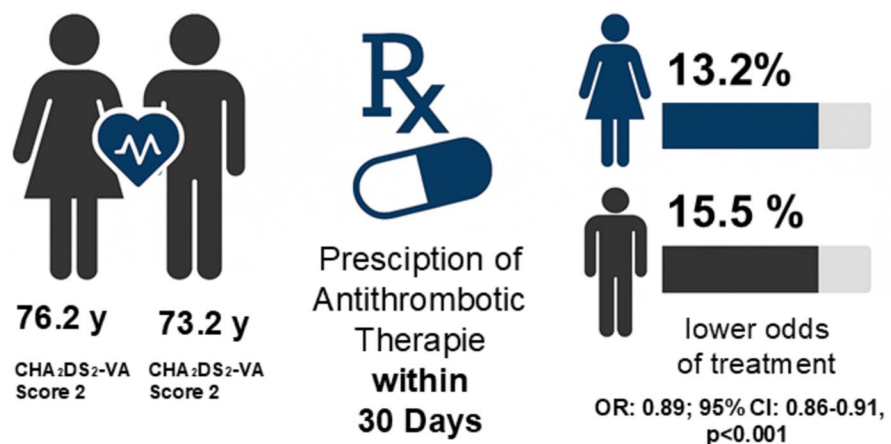 76.2 y
CHA₂DS₂-VA
Score 2
73.2 y
CHA₂DS₂-VA
Score 2
Rx
Presciption of
Antithrombotic
Therapie
within
30 Days
13.2%
15.5 %
lower odds
of treatment
OR: 0.89; 95% CI: 0.86-0.91,
p<0.001